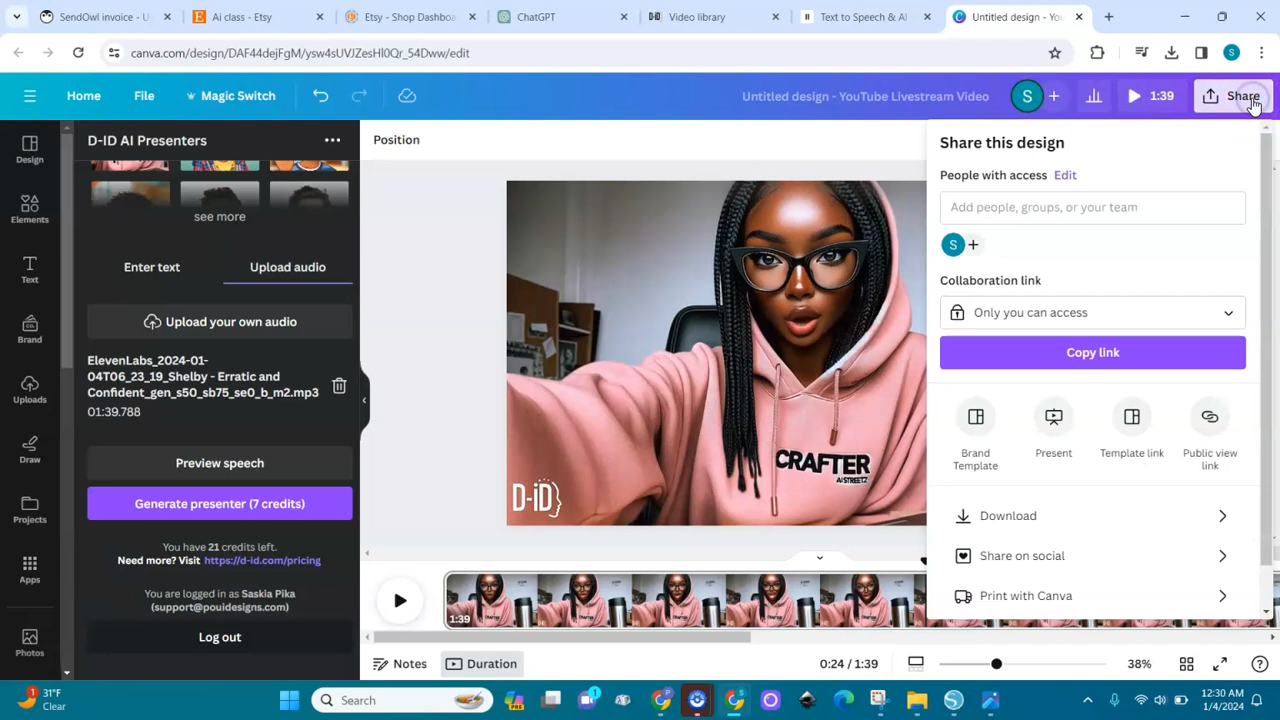 SendOwl invoice - U
Ai class - Etsy
Etsy - Shop Dashboa
ChatGPT
Video library
Text to Speech & AI
Untitled design - You
canva.com/design/DAF44dejFgM/ysw4sUVJZesHl0Qr_54Dww/edit
S
Home
File
Magic Switch
Untitled design - YouTube Livestream Video
S
1:39
Share
Design
Elements
Text
Brand
Uploads
Draw
Projects
Apps
Photos
D-ID AI Presenters
see more
Enter text
Upload audio
Upload your own audio
ElevenLabs_2024-01-
04T06_23_19_Shelby - Erratic and
Confident_gen_s50_sb75_se0_b_m2.mp3
01:39.788
Preview speech
Generate presenter (7 credits)
You have 21 credits left.
Need more? Visit https://d-id.com/pricing
You are logged in as Saskia Pika
(support@pouidesigns.com)
Log out
Position
CRAFTER
D-iD
1:39
Notes
Duration
0:24 / 1:39
38%
Share this design
People with access Edit
Add people, groups, or your team
S
Collaboration link
Only you can access
Copy link
Brand
Template
Present
Template link
Public view
link
Download
Share on social
Print with Canva
1
31°F
Clear
Search
1
12:30 AM
1/4/2024